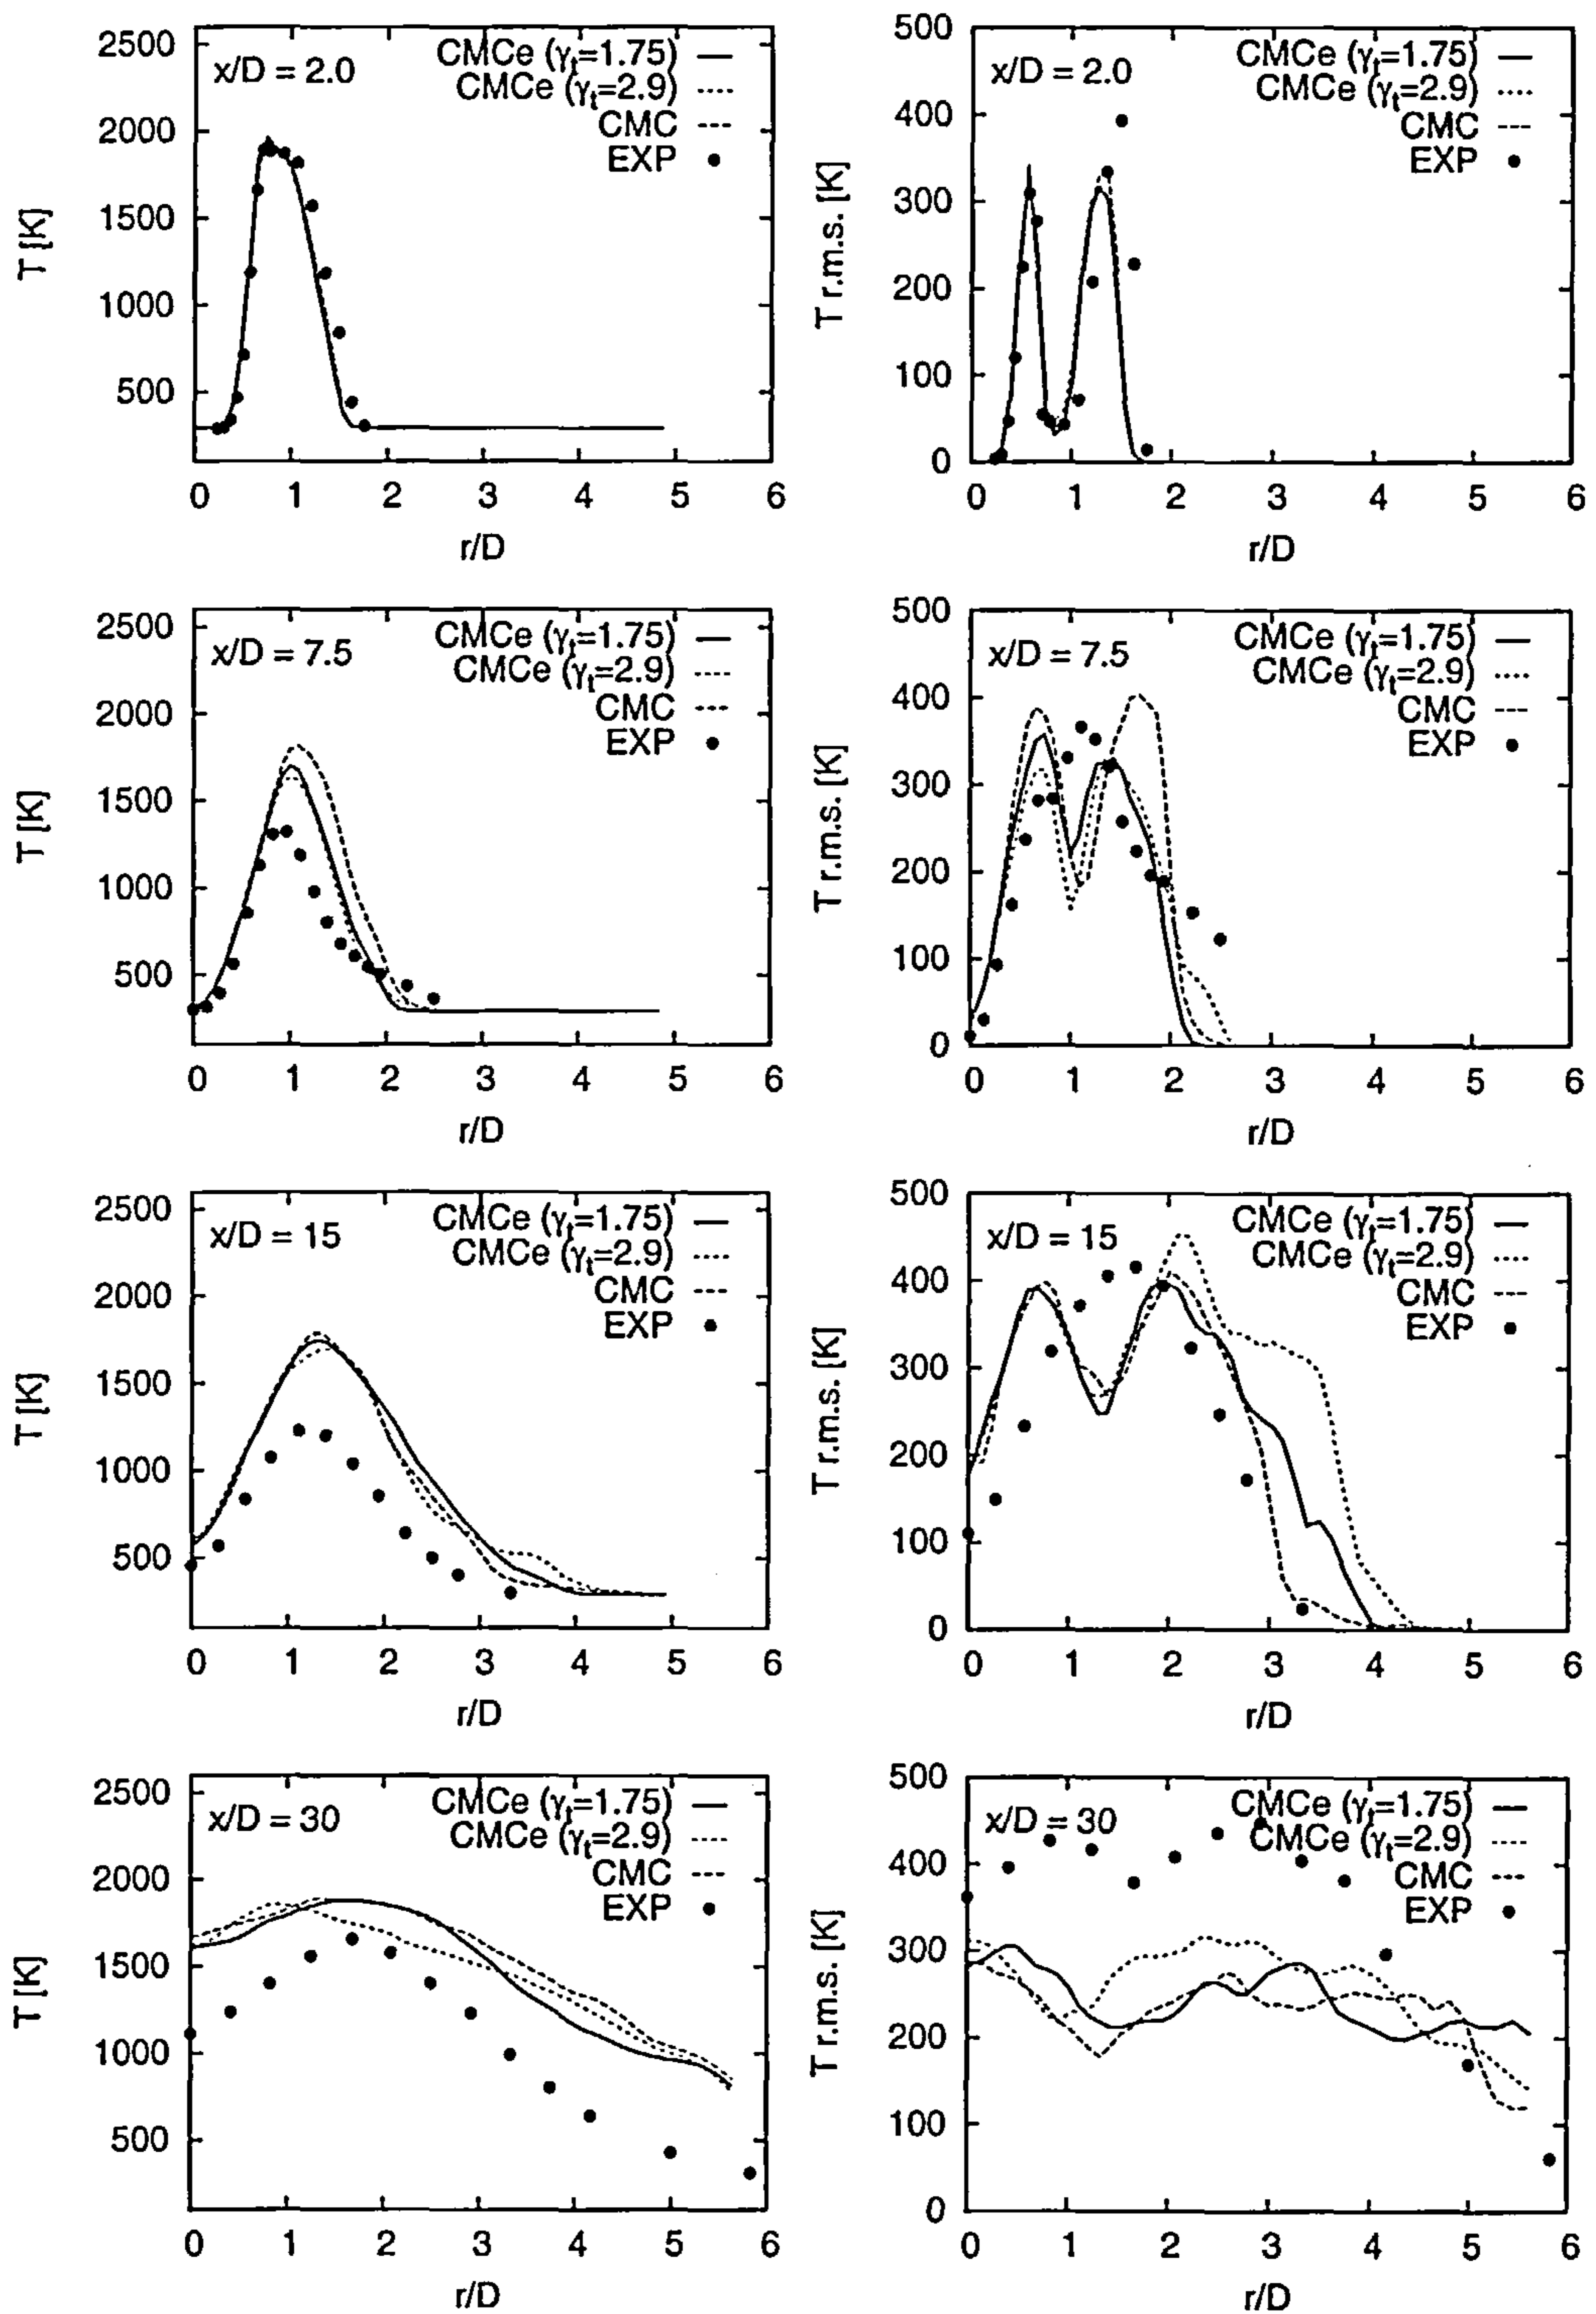 2500
2000
1500
1000
500
T [K]
x/D = 2.0
CMCe (γt=1.75)
CMCe (γt=2.9)
CMC
EXP
0 1 2 3 4 5 6
r/D
500
400
300
200
100
0
T r.m.s. [K]
x/D = 2.0
CMCe (γt=1.75)
CMCe (γt=2.9)
CMC
EXP
0 1 2 3 4 5 6
r/D
2500
2000
1500
1000
500
T [K]
x/D = 7.5
CMCe (γt=1.75)
CMCe (γt=2.9)
CMC
EXP
0 1 2 3 4 5 6
r/D
500
400
300
200
100
0
T r.m.s. [K]
x/D = 7.5
CMCe (γt=1.75)
CMCe (γt=2.9)
CMC
EXP
0 1 2 3 4 5 6
r/D
2500
2000
1500
1000
500
T [K]
x/D = 15
CMCe (γt=1.75)
CMCe (γt=2.9)
CMC
EXP
0 1 2 3 4 5 6
r/D
500
400
300
200
100
0
T r.m.s. [K]
x/D = 15
CMCe (γt=1.75)
CMCe (γt=2.9)
CMC
EXP
0 1 2 3 4 5 6
r/D
2500
2000
1500
1000
500
T [K]
x/D = 30
CMCe (γt=1.75)
CMCe (γt=2.9)
CMC
EXP
0 1 2 3 4 5 6
r/D
500
400
300
200
100
0
T r.m.s. [K]
x/D = 30
CMCe (γt=1.75)
CMCe (γt=2.9)
CMC
EXP
0 1 2 3 4 5 6
r/D